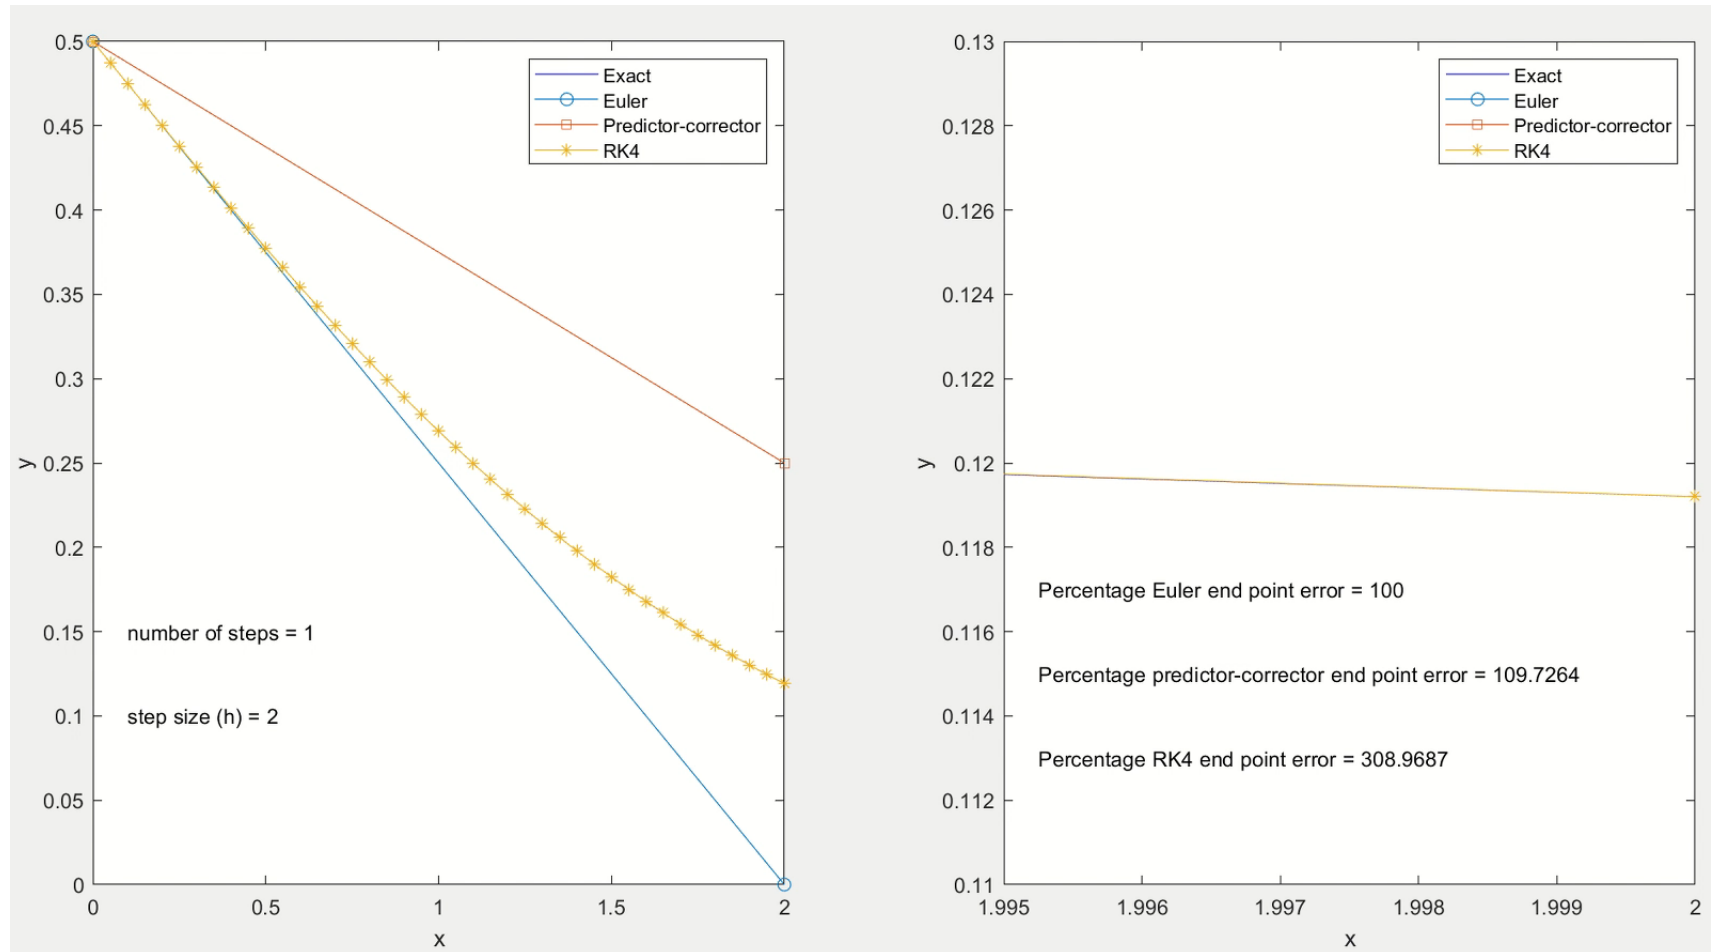 0.5
0.45
0.4
0.35
0.3
0.25
0.2
0.15
0.1
0.05
0
y
Exact
Euler
Predictor-corrector
RK4
number of steps = 1
step size (h) = 2
0
0.5
1
1.5
2
x
0.13
0.128
0.126
0.124
0.122
0.12
0.118
0.116
0.114
0.112
0.11
y
Exact
Euler
Predictor-corrector
RK4
Percentage Euler end point error = 100
Percentage predictor-corrector end point error = 109.7264
Percentage RK4 end point error = 308.9687
1.995
1.996
1.997
1.998
1.999
2
x